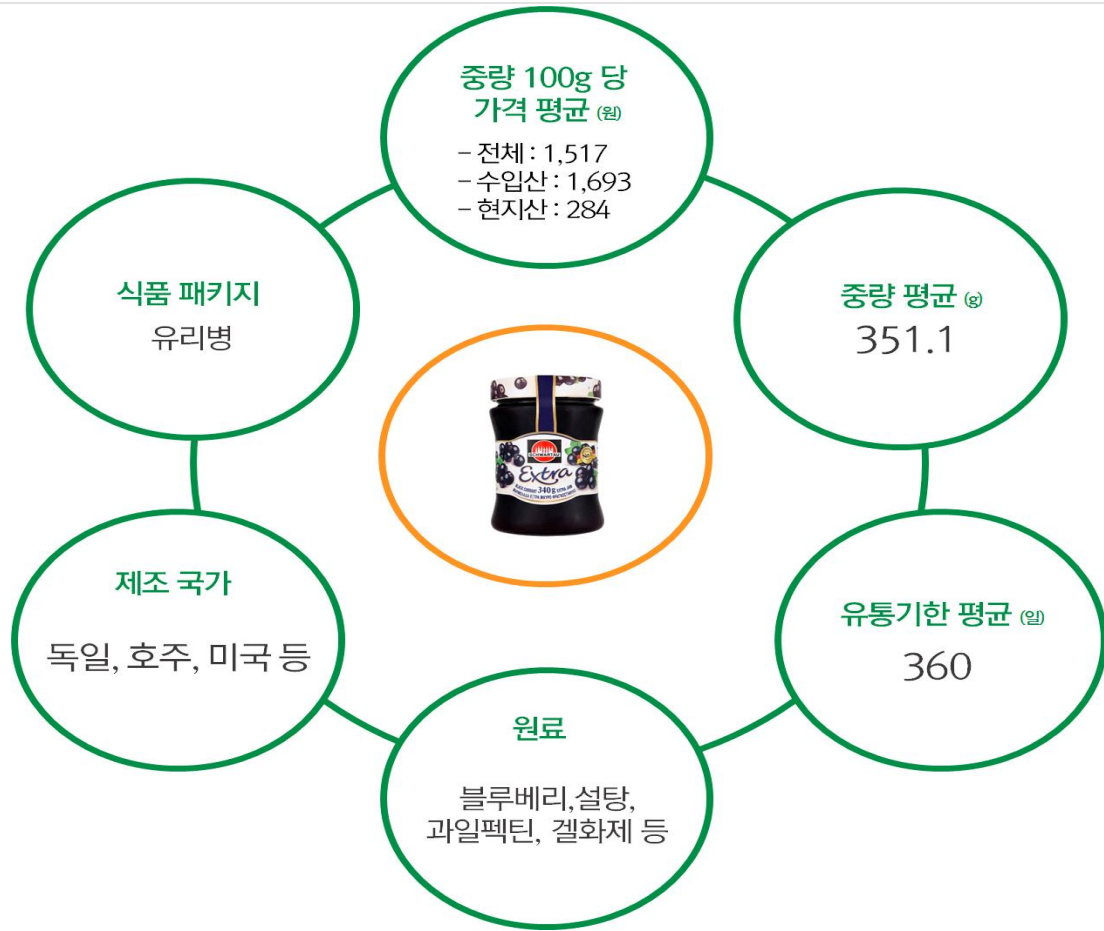 중량 100g 당
가격 평균 (원)
– 전체 : 1,517
– 수입산 : 1,693
– 현지산 : 284
식품 패키지
유리병
중량 평균 (g)
351.1
Extra
340g
제조 국가
독일, 호주, 미국 등
유통기한 평균 (일)
360
원료
블루베리,설탕,
과일펙틴, 겔화제 등